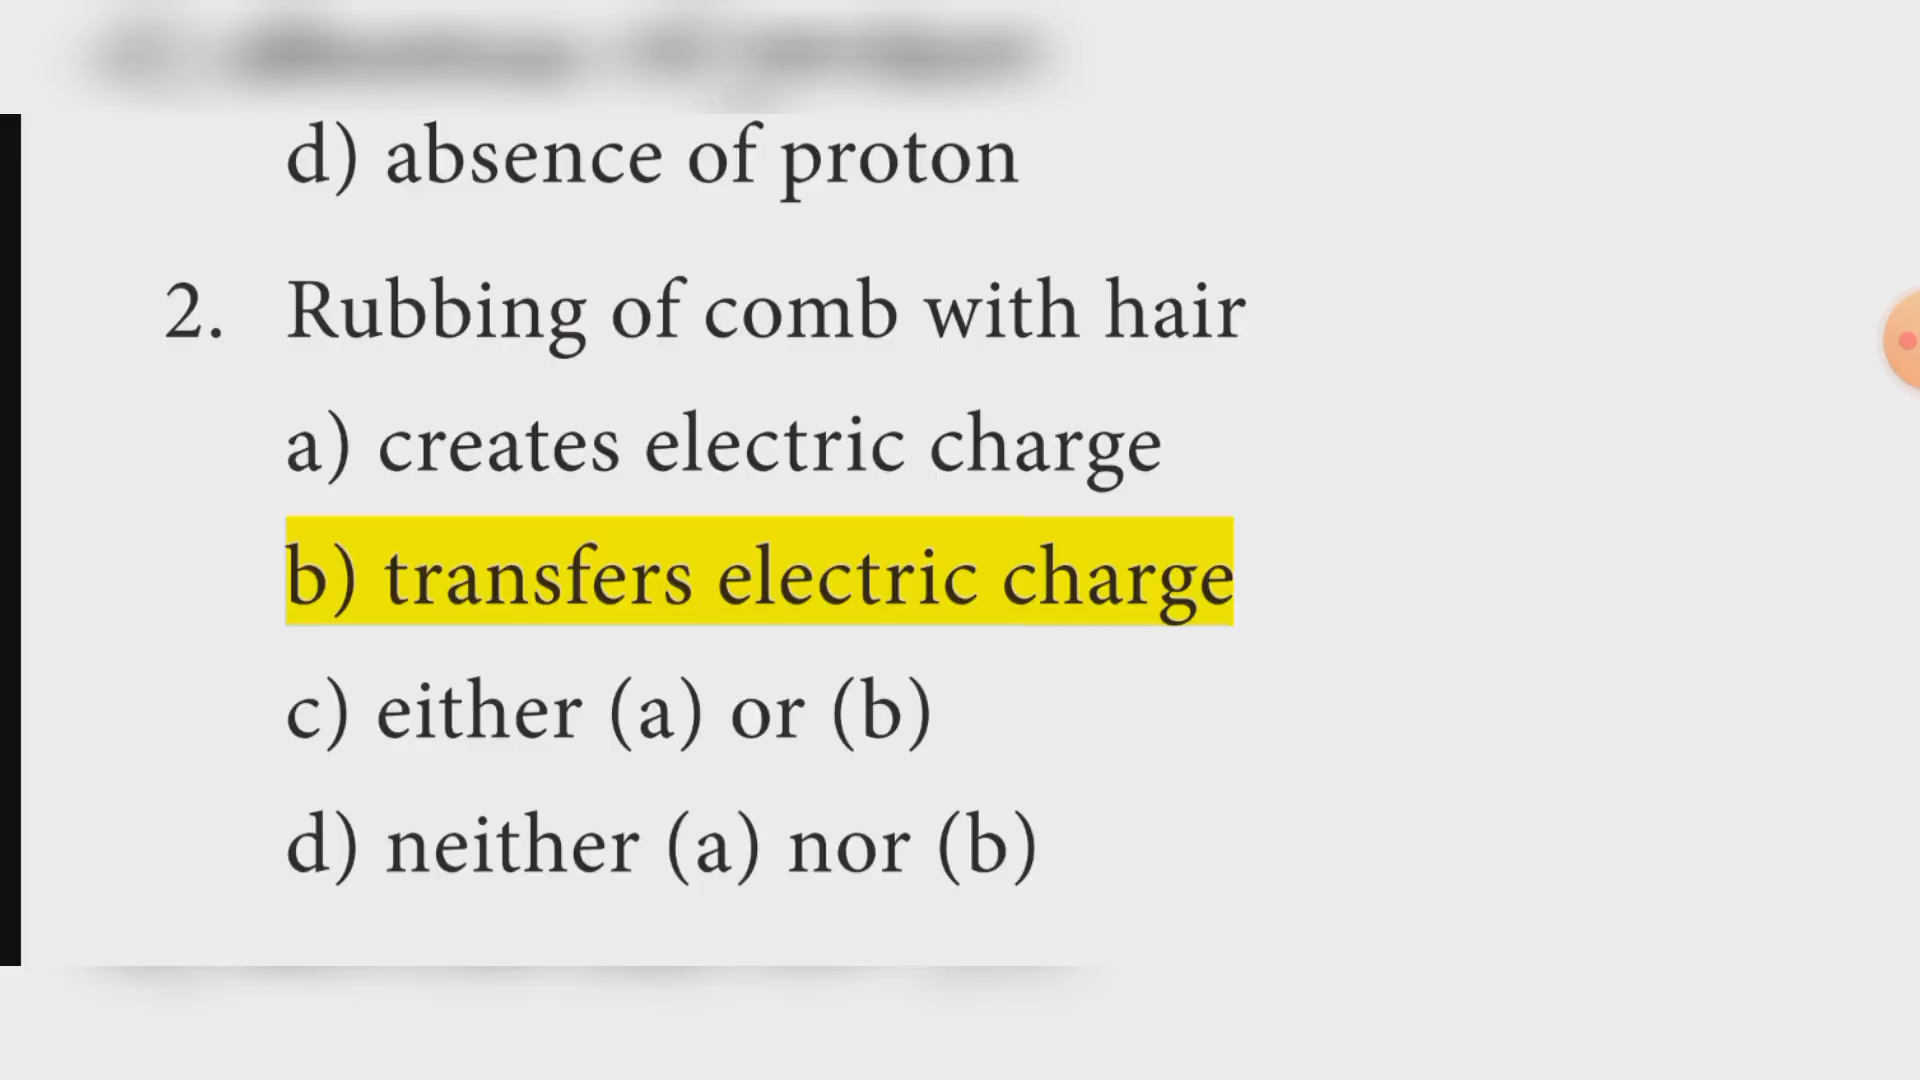 d) absence of proton
2. Rubbing of comb with hair
a) creates electric charge
b) transfers electric charge
c) either (a) or (b)
d) neither (a) nor (b)